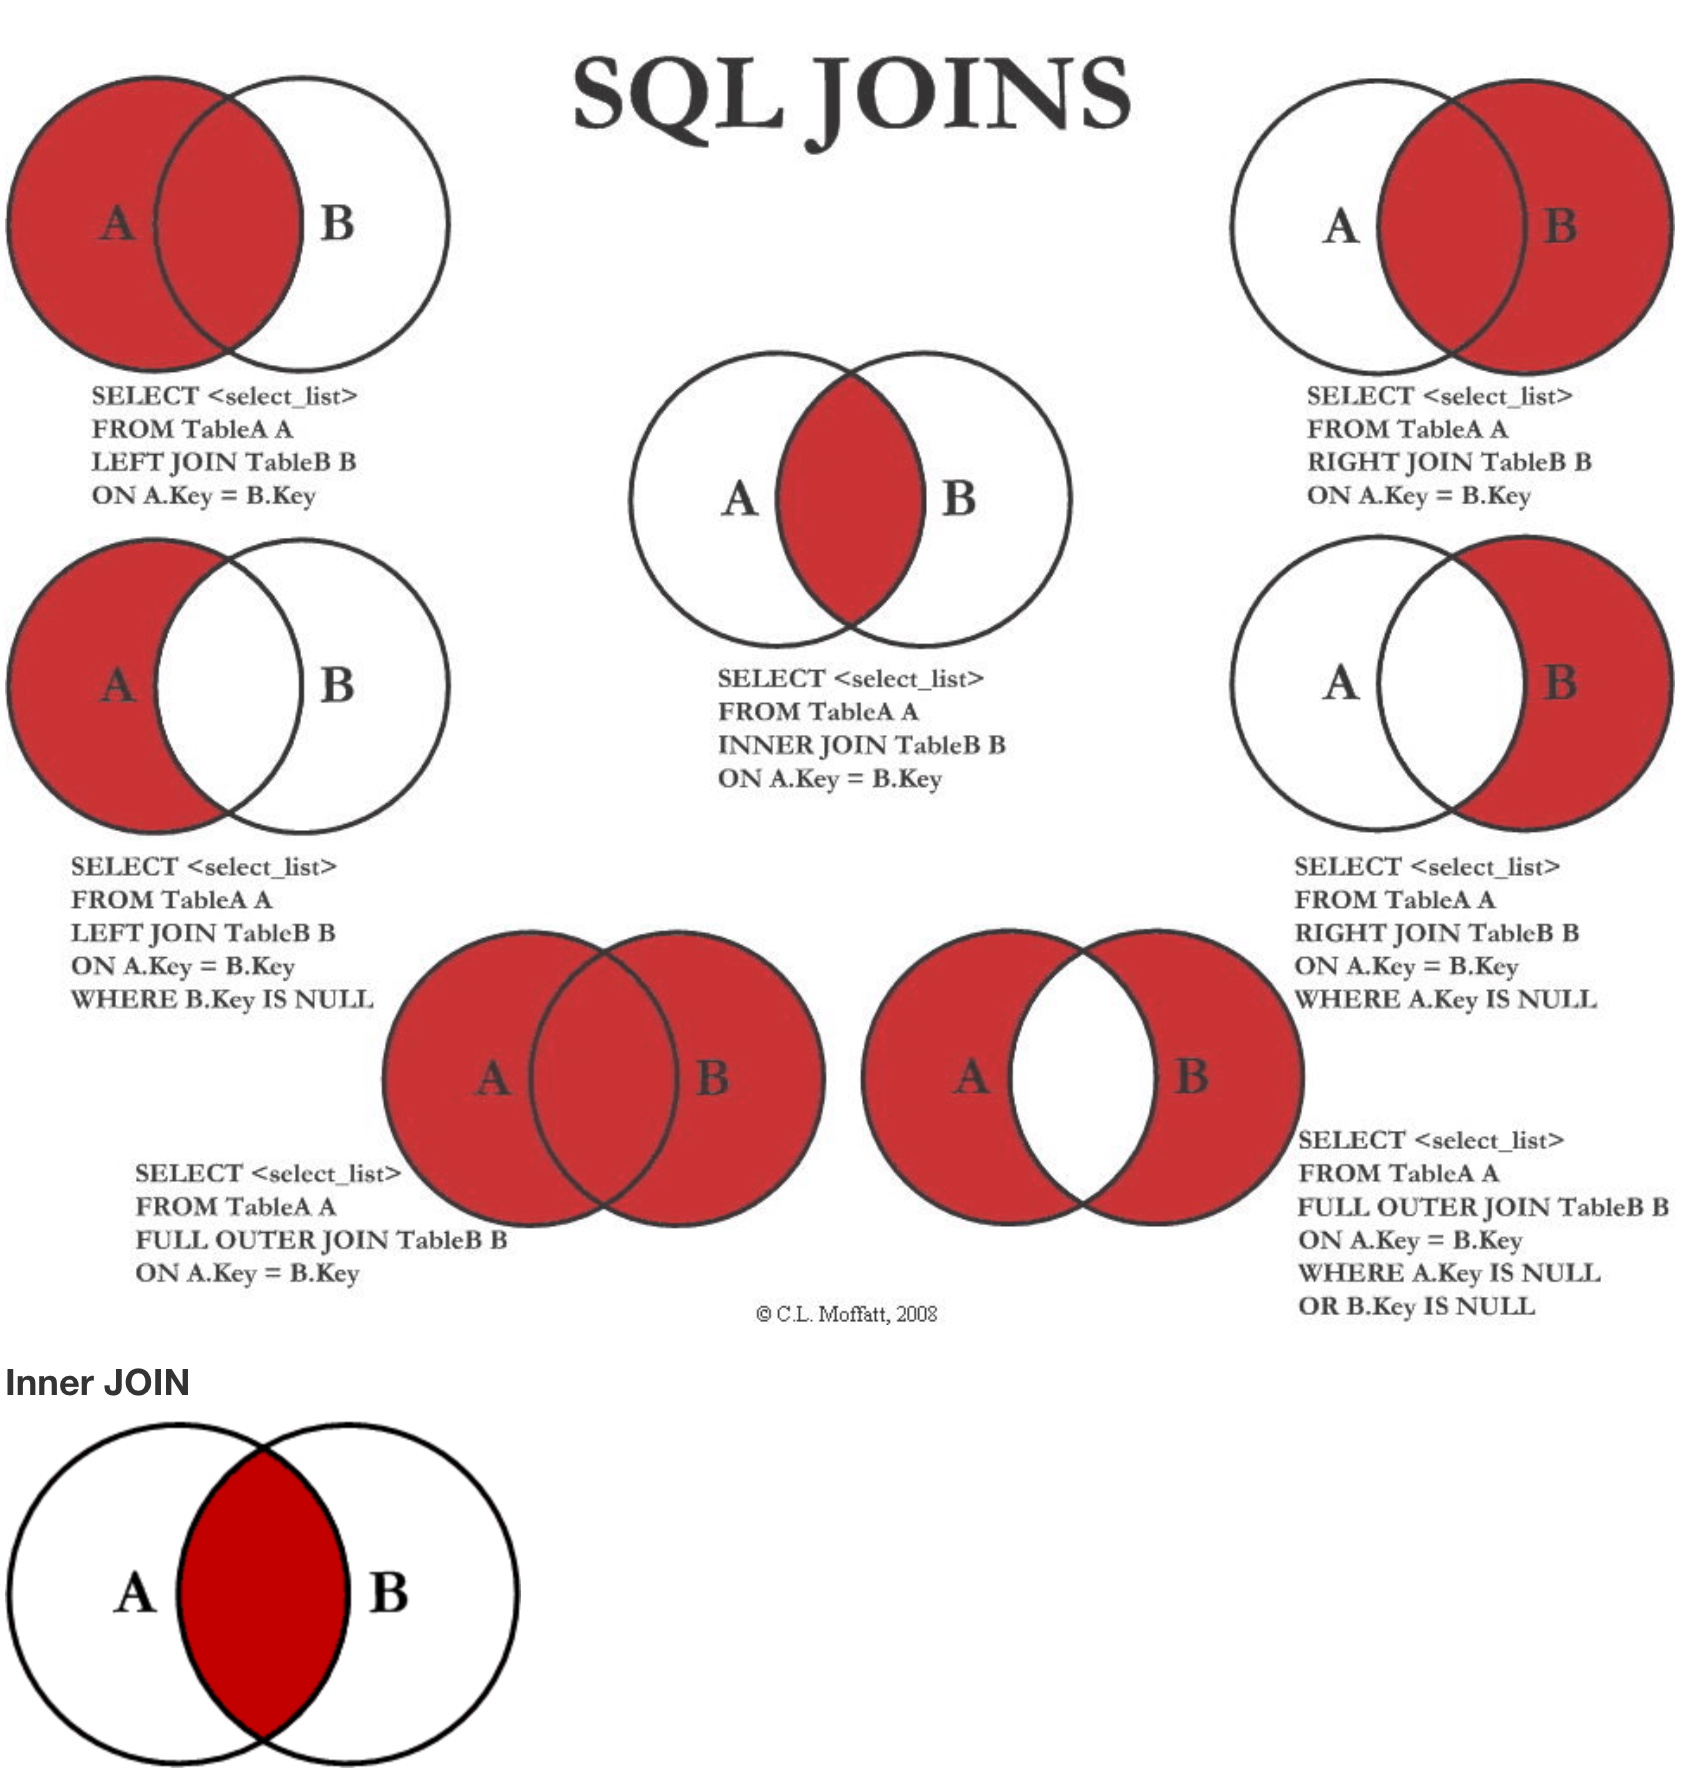 SQL JOINS
A B
SELECT <select_list>
FROM TableA A
LEFT JOIN TableB B
ON A.Key = B.Key
A B
SELECT <select_list>
FROM TableA A
RIGHT JOIN TableB B
ON A.Key = B.Key
A B
SELECT <select_list>
FROM TableA A
INNER JOIN TableB B
ON A.Key = B.Key
A B
SELECT <select_list>
FROM TableA A
LEFT JOIN TableB B
ON A.Key = B.Key
WHERE B.Key IS NULL
A B
SELECT <select_list>
FROM TableA A
RIGHT JOIN TableB B
ON A.Key = B.Key
WHERE A.Key IS NULL
A B
SELECT <select_list>
FROM TableA A
FULL OUTER JOIN TableB B
ON A.Key = B.Key
A B
SELECT <select_list>
FROM TableA A
FULL OUTER JOIN TableB B
ON A.Key = B.Key
WHERE A.Key IS NULL
OR B.Key IS NULL
© C.L. Moffatt, 2008
Inner JOIN
A B